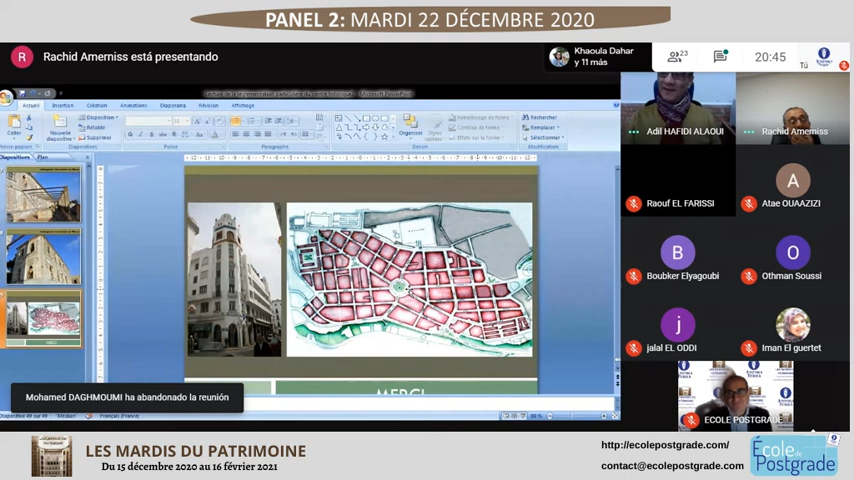 PANEL 2: MARDI 22 DÉCEMBRE 2020
R
Rachid Amerniss está presentando
Khaoula Dahar
y 11 más
23
20:45
Tú
Accueil Insertion Création Animations Diaporama Révision Affichage
Coller
Nouvelle
diapositive
Disposition
Rétablir
Supprimer
Organiser
Styles
rapides
Rechercher
Remplacer
Sélectionner
Diapositives
Paragraphe
Dessin
Modification
Diapositives Plan
MERCI
Mohamed DAGHMOUMI ha abandonado la reunión
Français (France)
Adil HAFIDI ALAOUI
Rachid Amerniss
Raouf EL FARISSI
A
Atae OUAAZIZI
B
Boubker Elyagoubi
O
Othman Soussi
j
jalal EL ODDI
Iman El guertet
ECOLE POSTGRADE
LES MARDIS DU PATRIMOINE
Du 15 décembre 2020 au 16 février 2021
http://ecolepostgrade.com/
contact@ecolepostgrade.com
École de
Postgrade